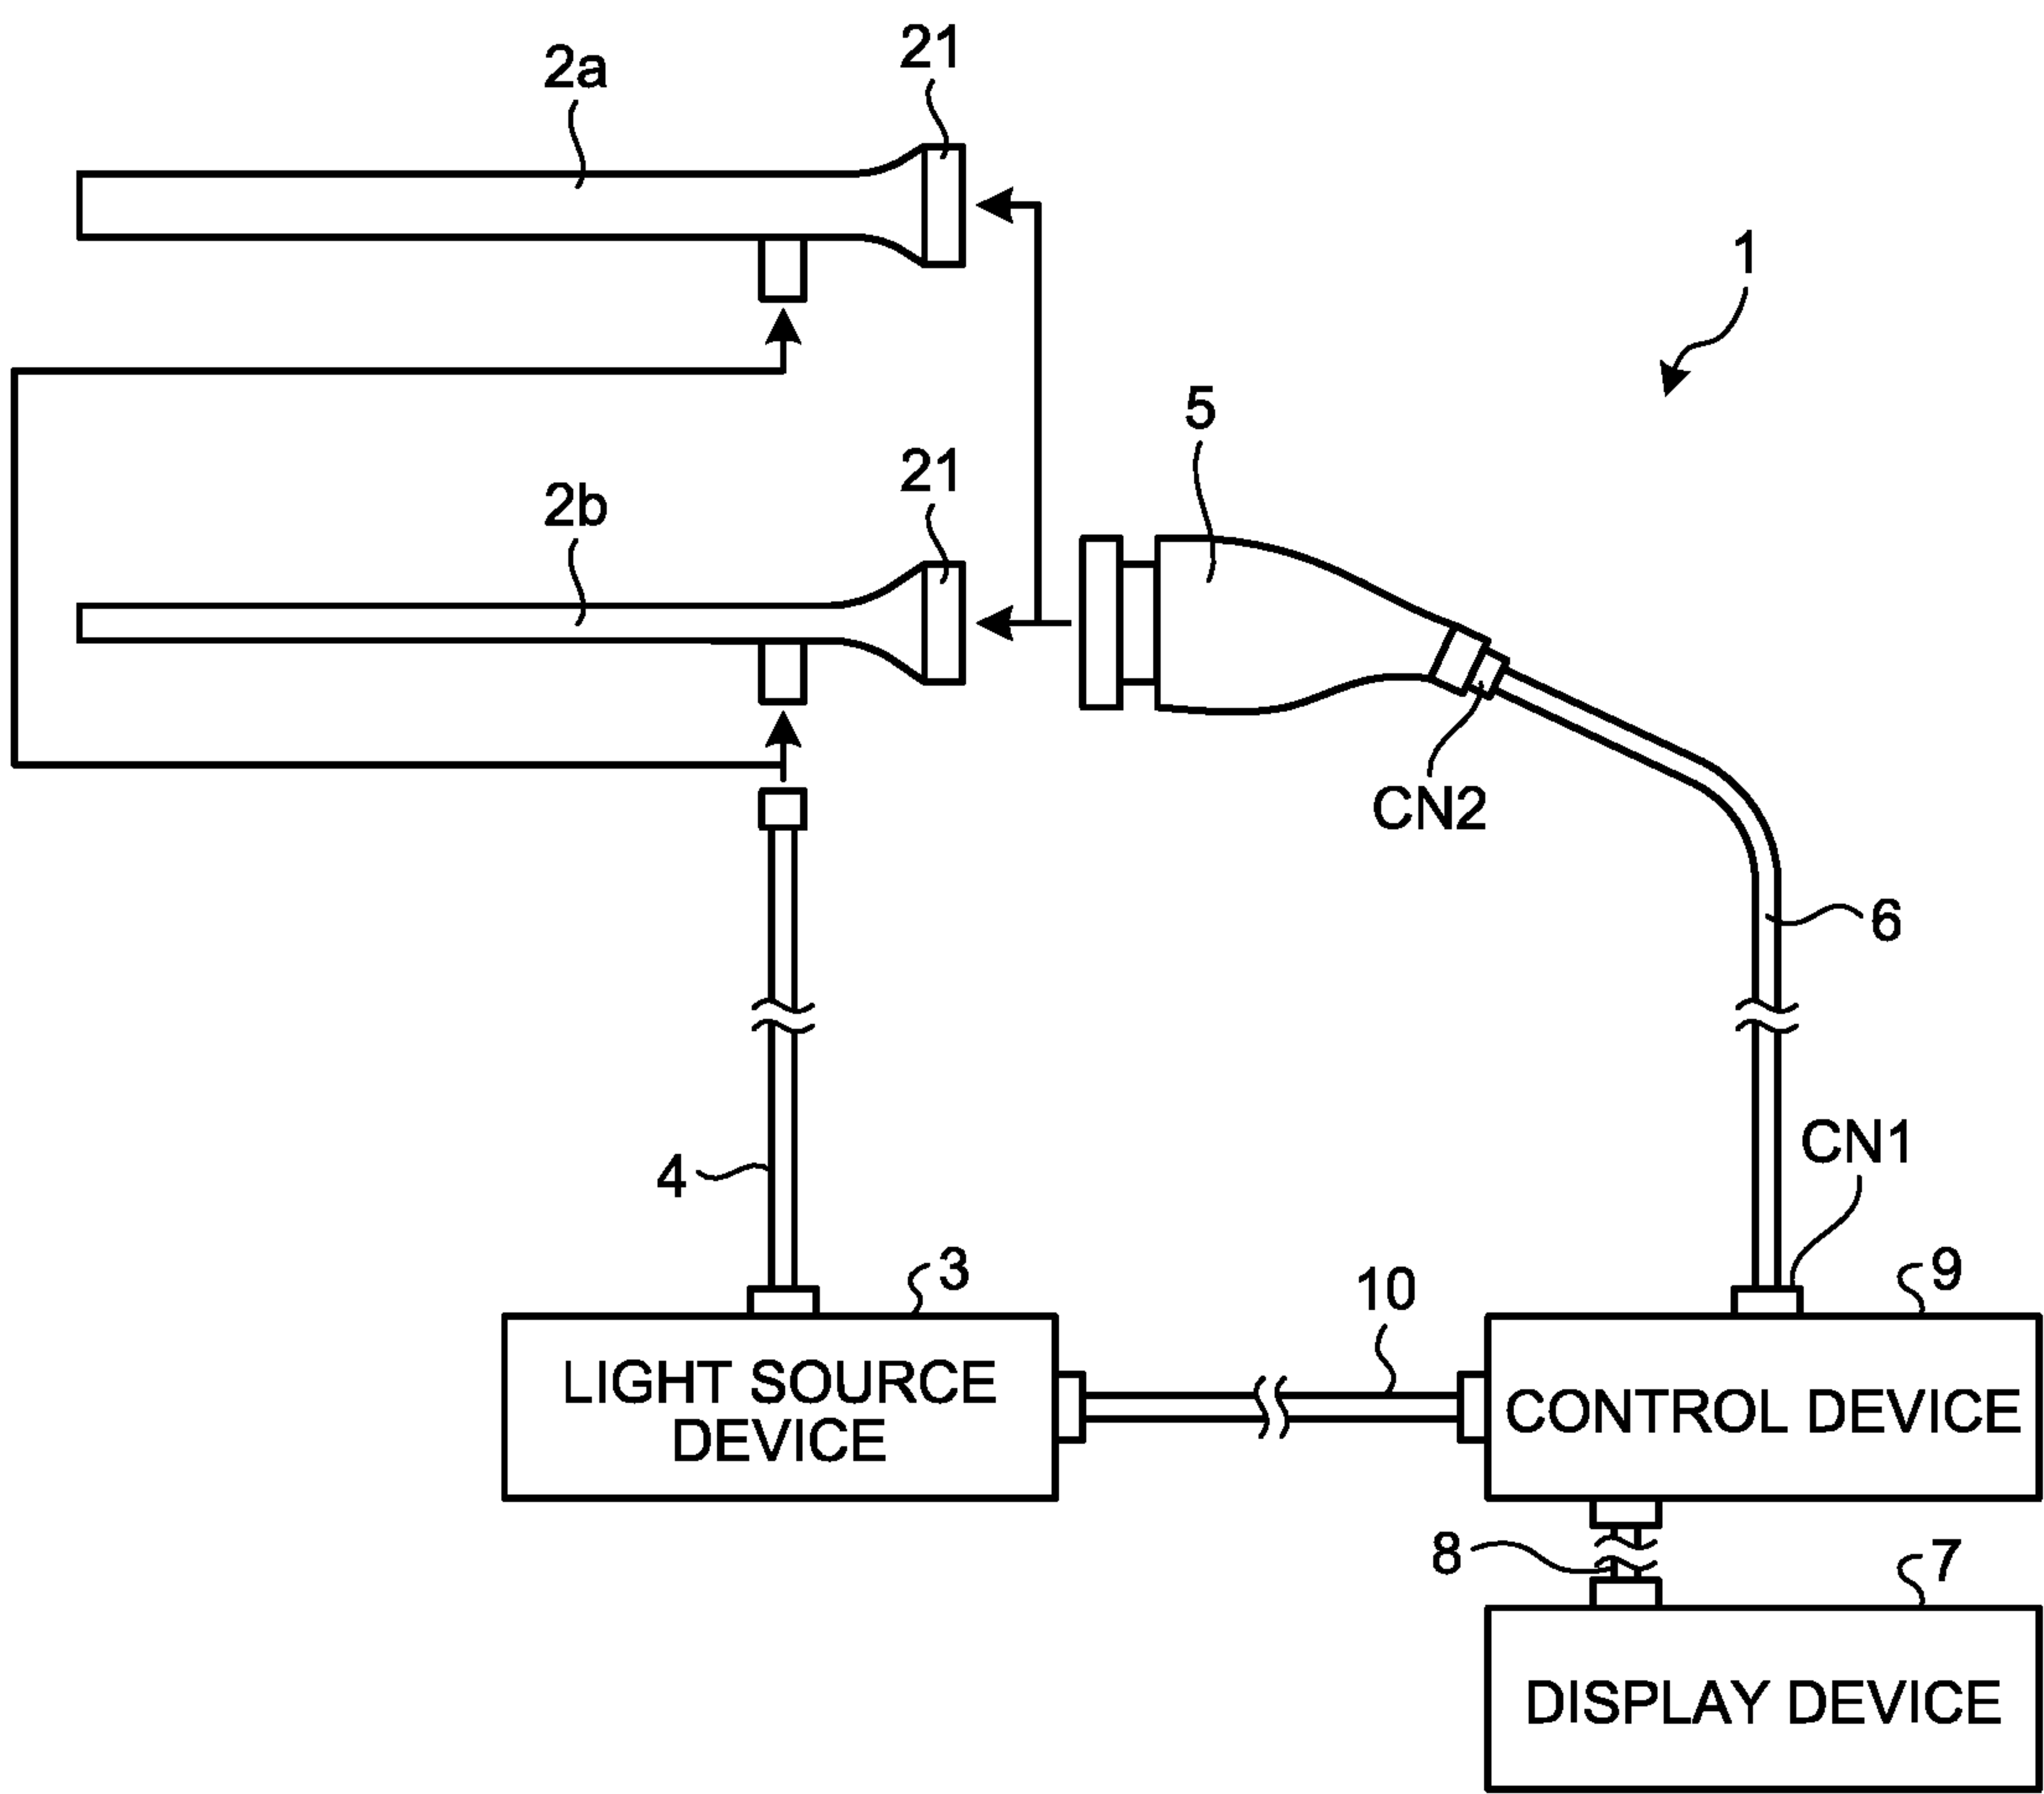 21
2a
1
5
21
2b
CN2
6
CN1
4
3
10
9
LIGHT SOURCE
DEVICE
CONTROL DEVICE
8
7
DISPLAY DEVICE